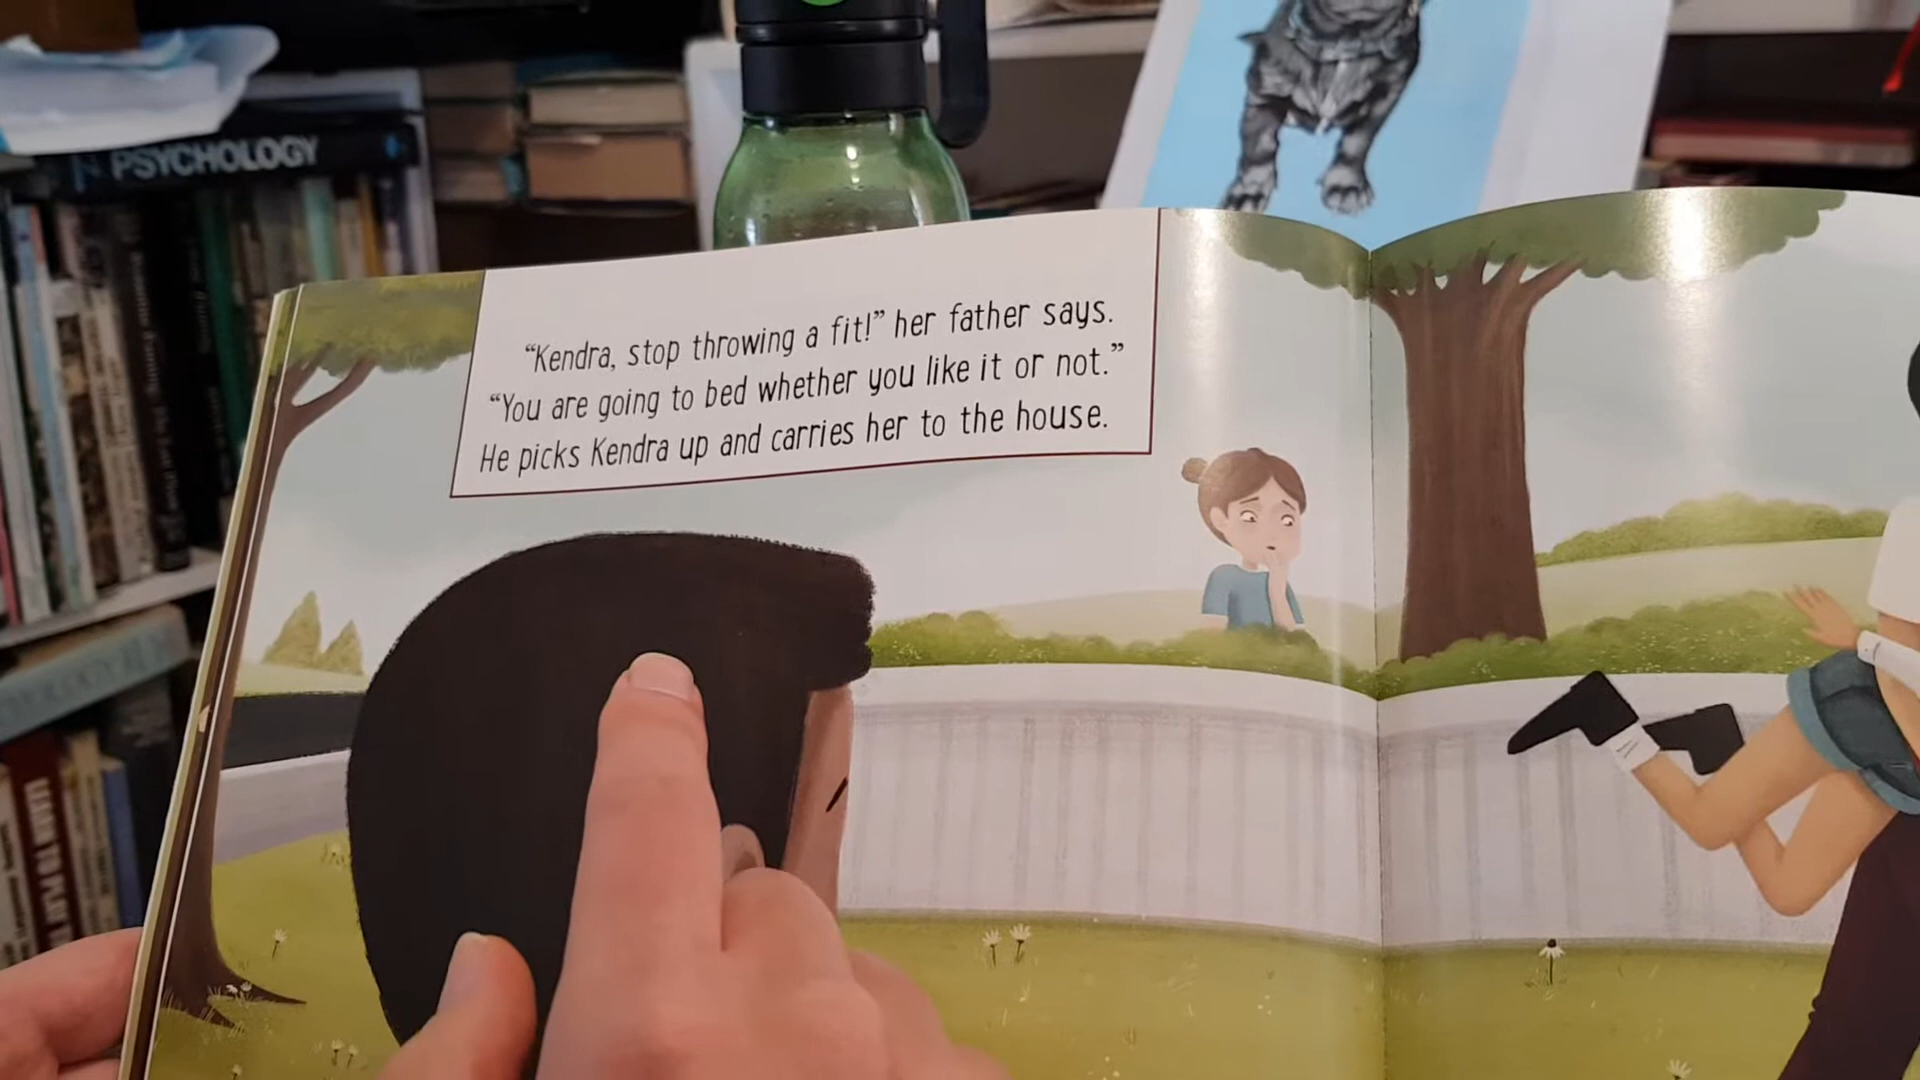 PSYCHOLOGY
“Kendra, stop throwing a fit!” her father says.
“You are going to bed whether you like it or not.”
He picks Kendra up and carries her to the house.